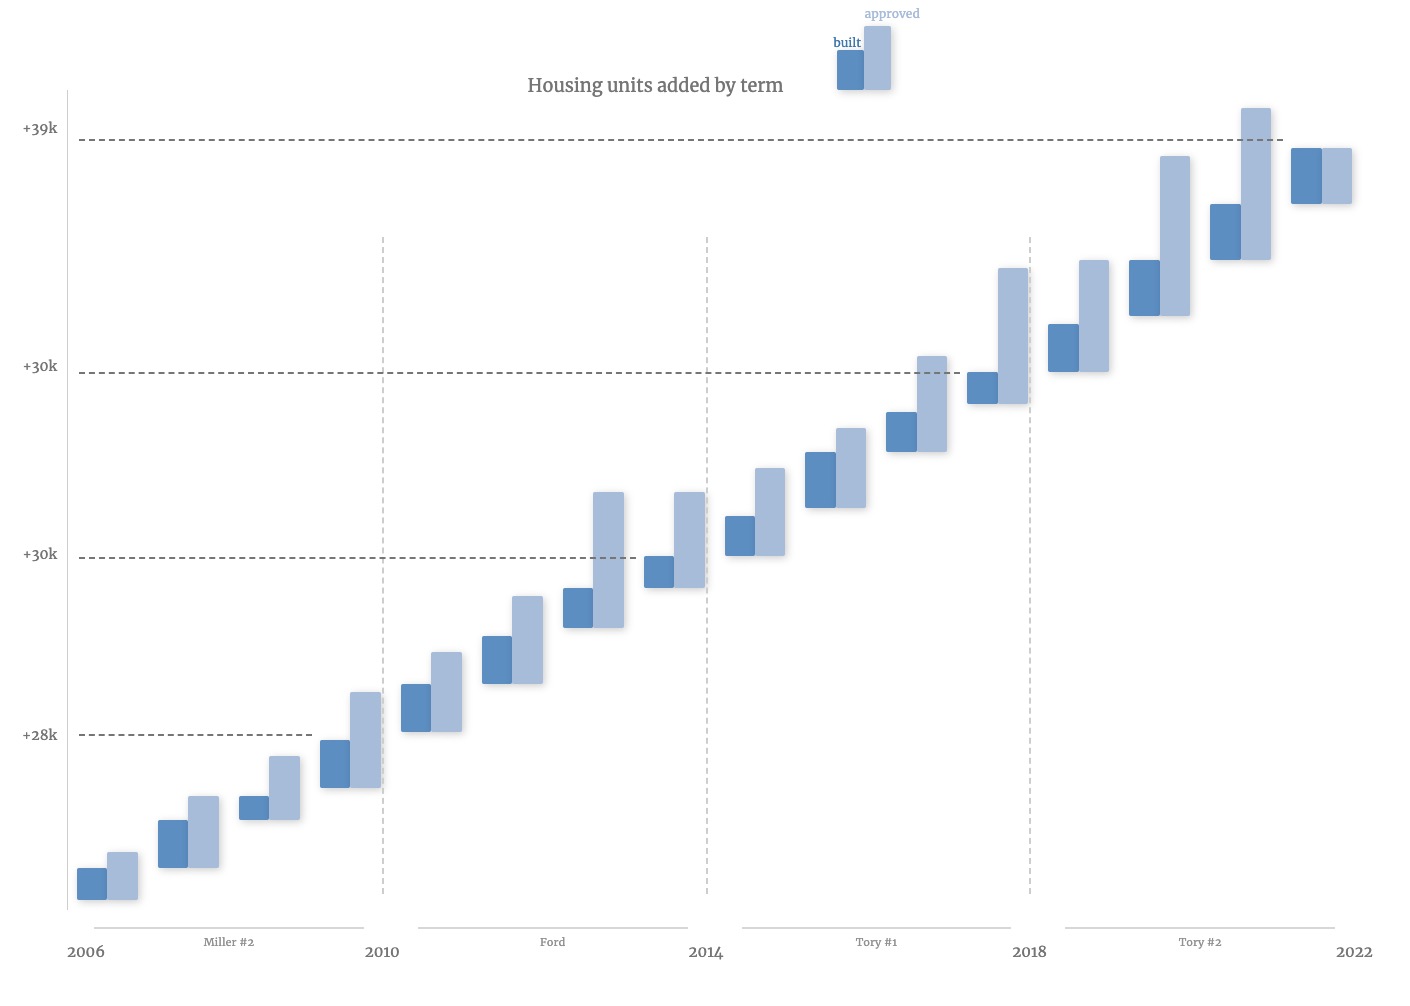 approved
built
Housing units added by term
+39k
+30k
+30k
+28k
Miller #2
Ford
Tory #1
Tory #2
2006
2010
2014
2018
2022